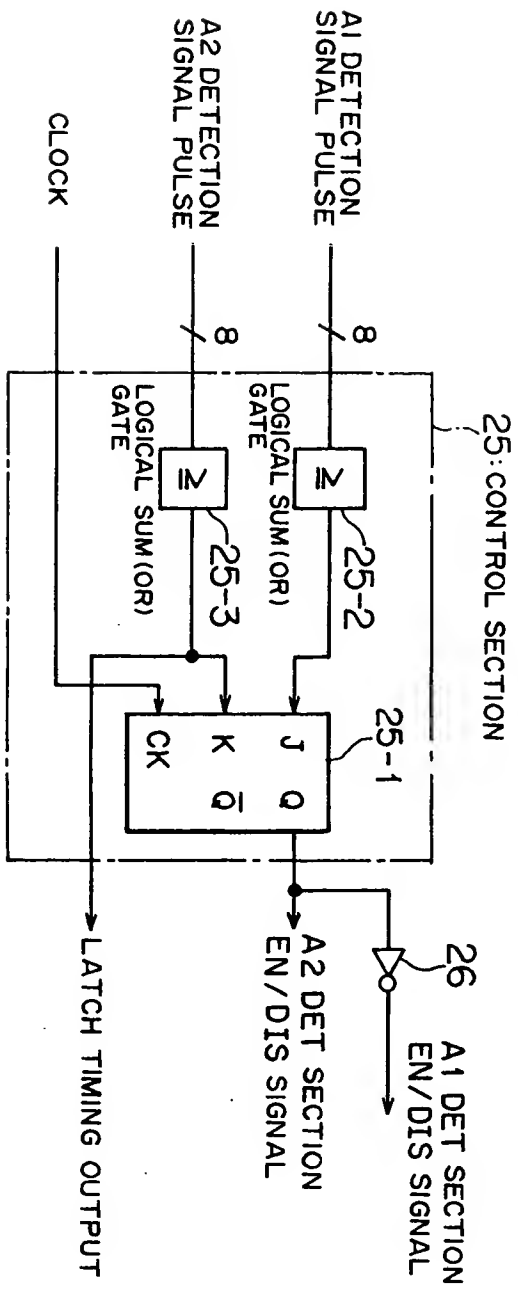 25: CONTROL SECTION
A1 DETECTION
SIGNAL PULSE
8
LOGICAL SUM (OR)
GATE
≥
25-2
A2 DETECTION
SIGNAL PULSE
8
LOGICAL SUM (OR)
GATE
≥
25-3
CLOCK
25-1
J Q
K Q̅
CK
26
A1 DET SECTION
EN/DIS SIGNAL
A2 DET SECTION
EN/DIS SIGNAL
LATCH TIMING OUTPUT